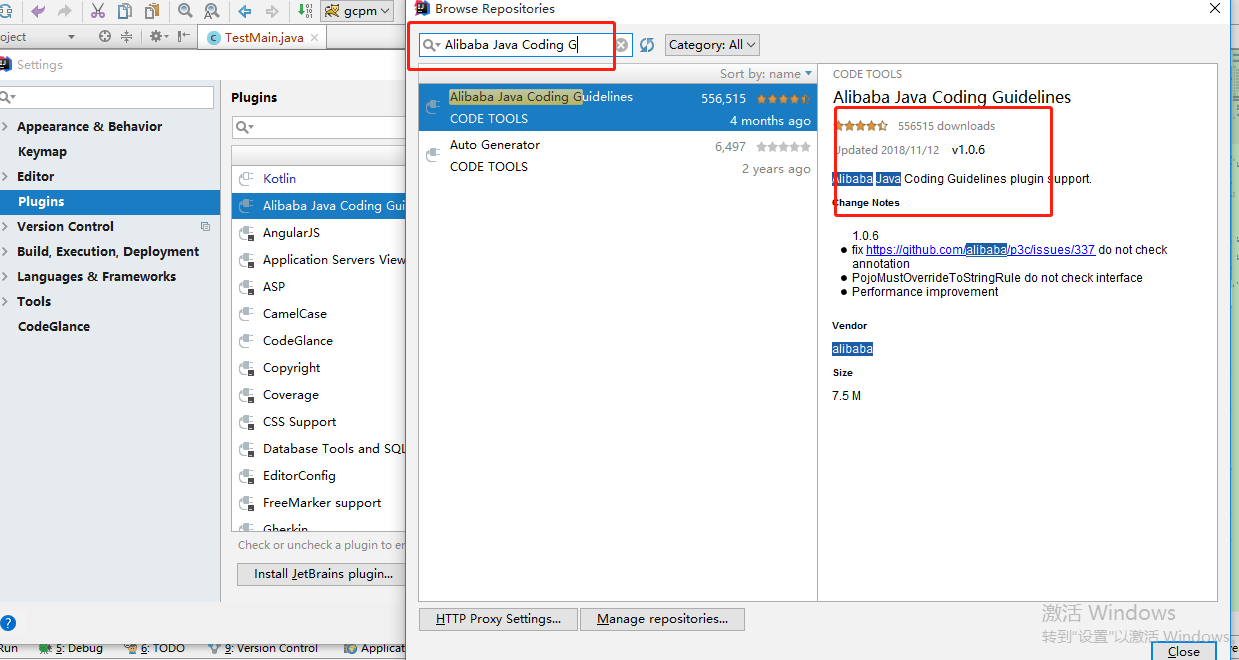 gcpm
Browse Repositories
oject
TestMain.java
Alibaba Java Coding G
Category: All
Settings
Sort by: name
CODE TOOLS
Plugins
Alibaba Java Coding Guidelines
556,515
CODE TOOLS
4 months ago
Alibaba Java Coding Guidelines
556515 downloads
Updated 2018/11/12 v1.0.6
Alibaba Java Coding Guidelines plugin support.
Change Notes
1.0.6
fix https://github.com/alibaba/p3c/issues/337 do not check
annotation
PojoMustOverrideToStringRule do not check interface
Performance improvement
Vendor
alibaba
Size
7.5 M
Auto Generator
6,497
CODE TOOLS
2 years ago
Appearance & Behavior
Keymap
Editor
Plugins
Version Control
Build, Execution, Deployment
Languages & Frameworks
Tools
CodeGlance
Kotlin
Alibaba Java Coding Gui
AngularJS
Application Servers View
ASP
CamelCase
CodeGlance
Copyright
Coverage
CSS Support
Database Tools and SQL
EditorConfig
FreeMarker support
Gherkin
Check or uncheck a plugin to er
Install JetBrains plugin...
HTTP Proxy Settings...
Manage repositories...
激活 Windows
转到"设置"以激活 Windows
Close
Run
5: Debug
6: TODO
9: Version Control
Applicat